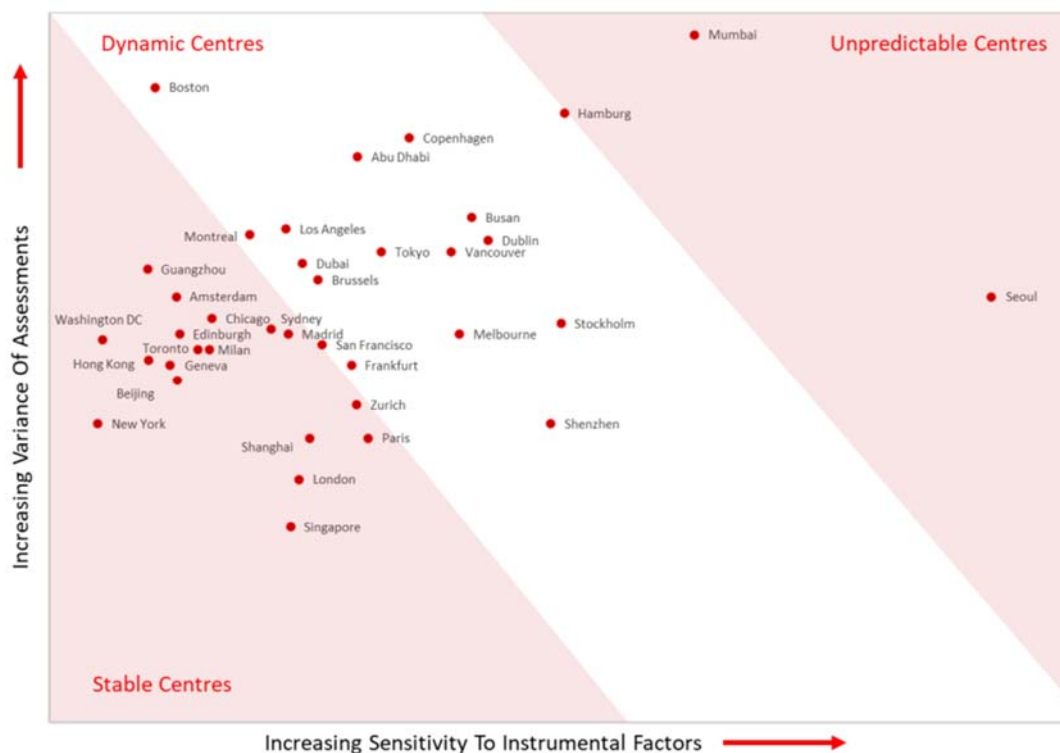 Dynamic Centres
Unpredictable Centres
Mumbai
Boston
Hamburg
Copenhagen
Abu Dhabi
Busan
Los Angeles
Montreal
Dublin
Tokyo
Vancouver
Dubai
Guangzhou
Brussels
Amsterdam
Seoul
Washington DC
Chicago
Sydney
Stockholm
Edinburgh
Madrid
Melbourne
Toronto
Milan
San Francisco
Hong Kong
Geneva
Frankfurt
Beijing
Zurich
New York
Shenzhen
Shanghai
Paris
London
Singapore
Stable Centres
Increasing Variance Of Assessments
Increasing Sensitivity To Instrumental Factors